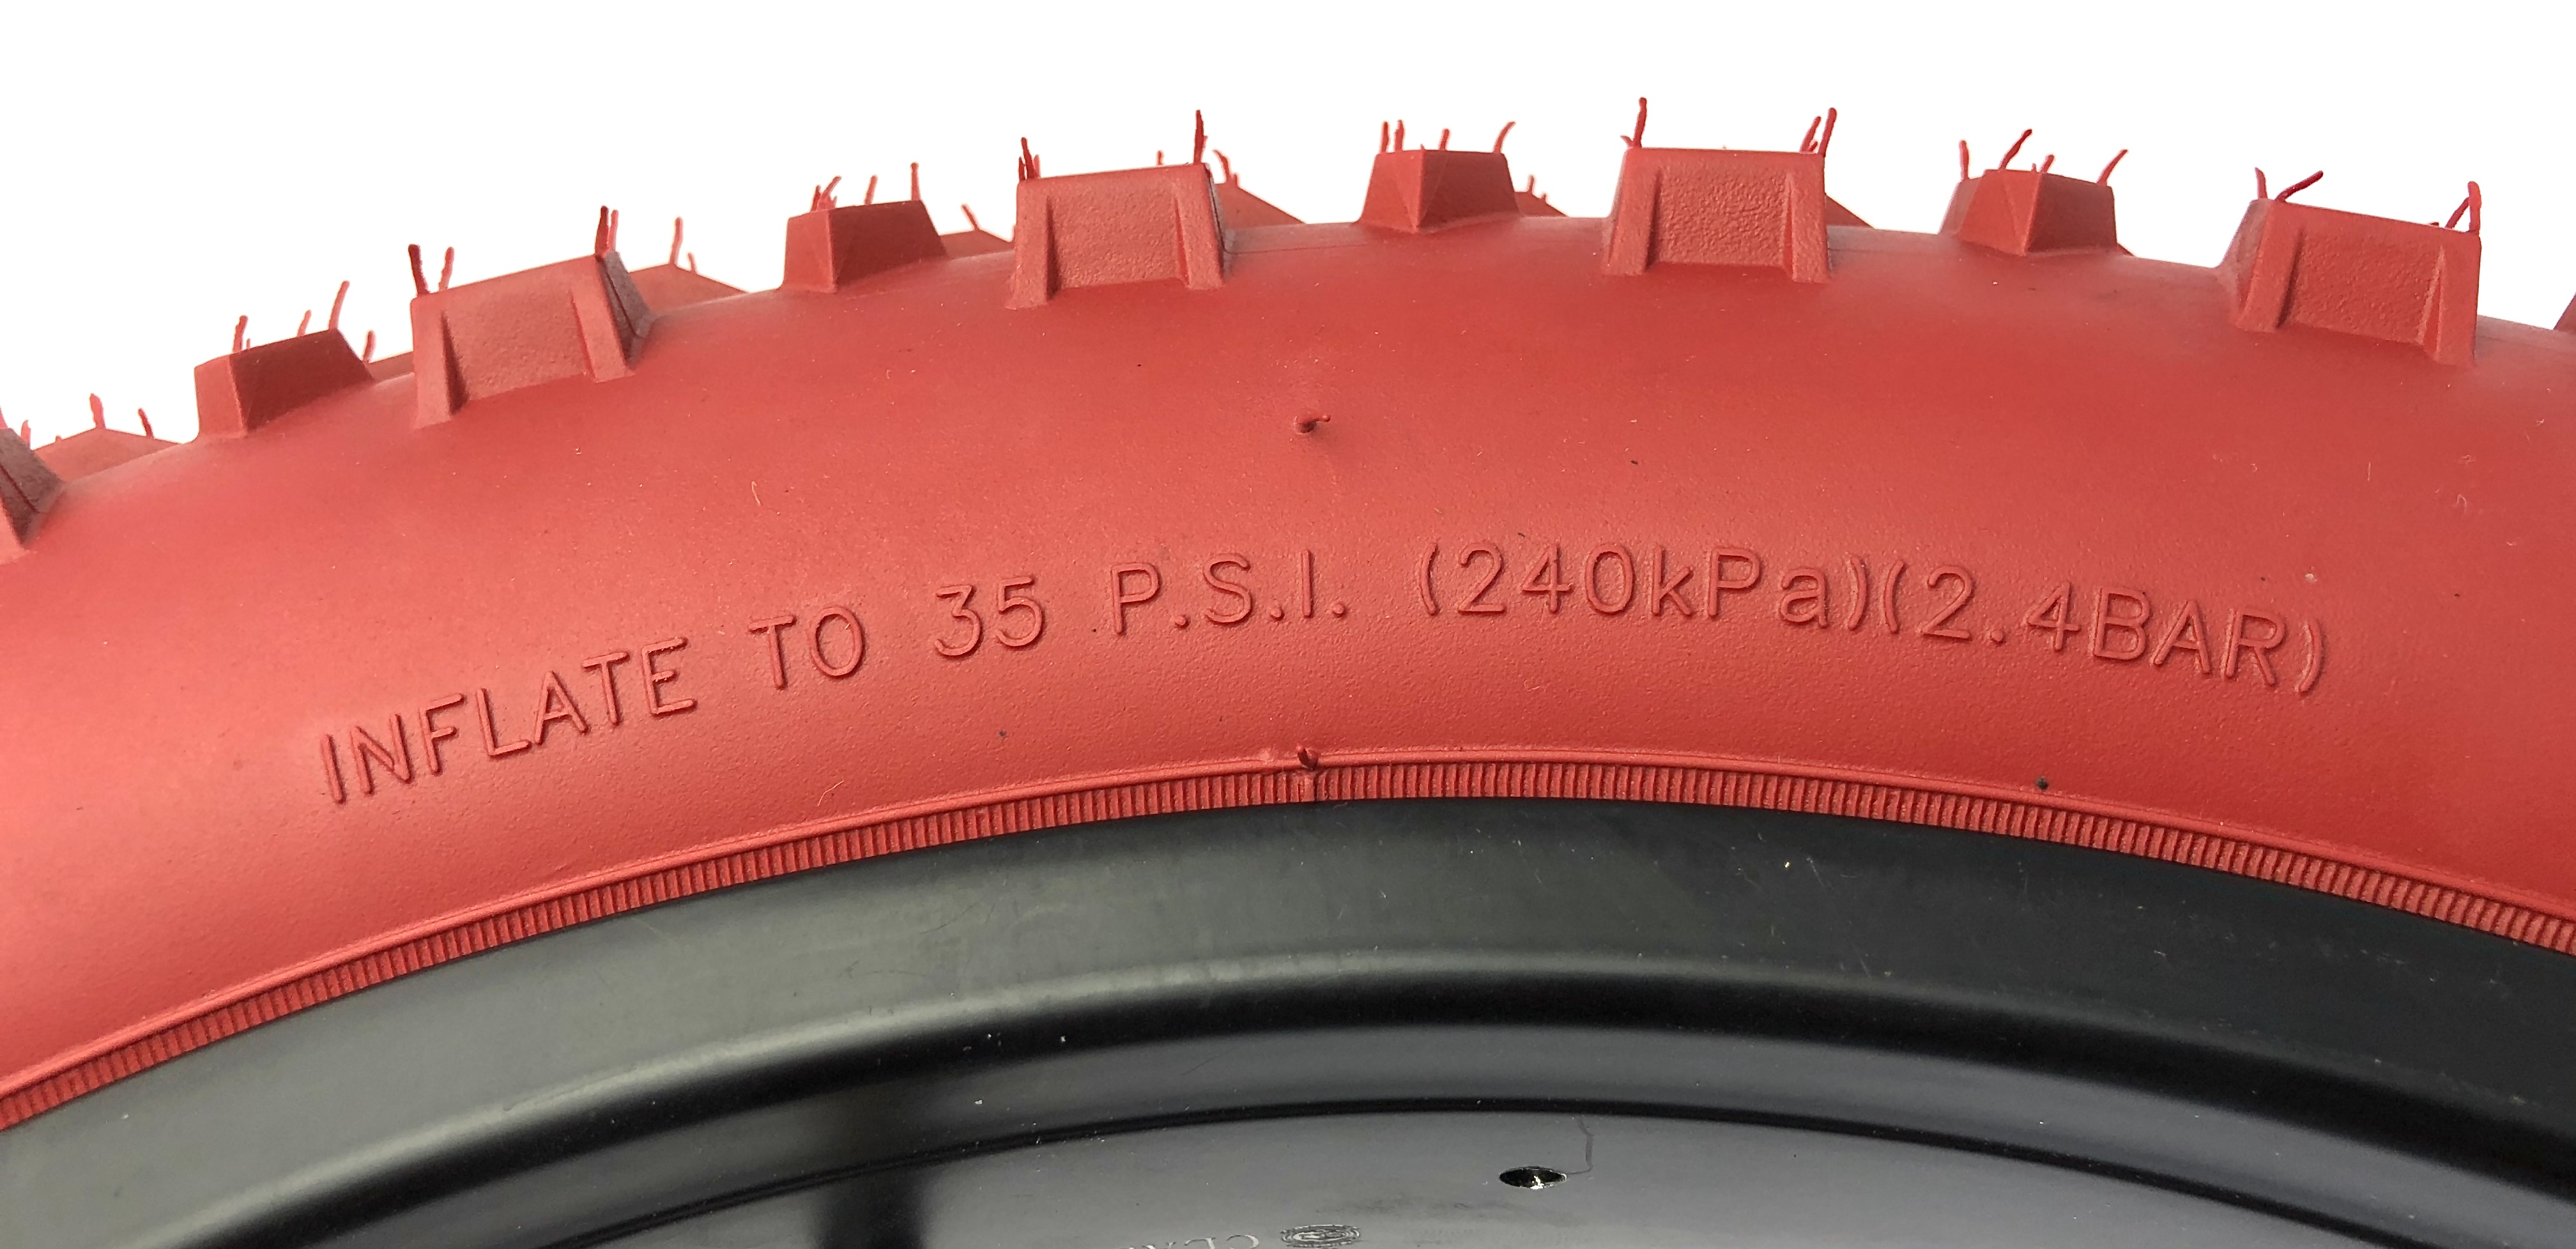 INFLATE TO 35 P.S.I. (240kPa)(2.4BAR)